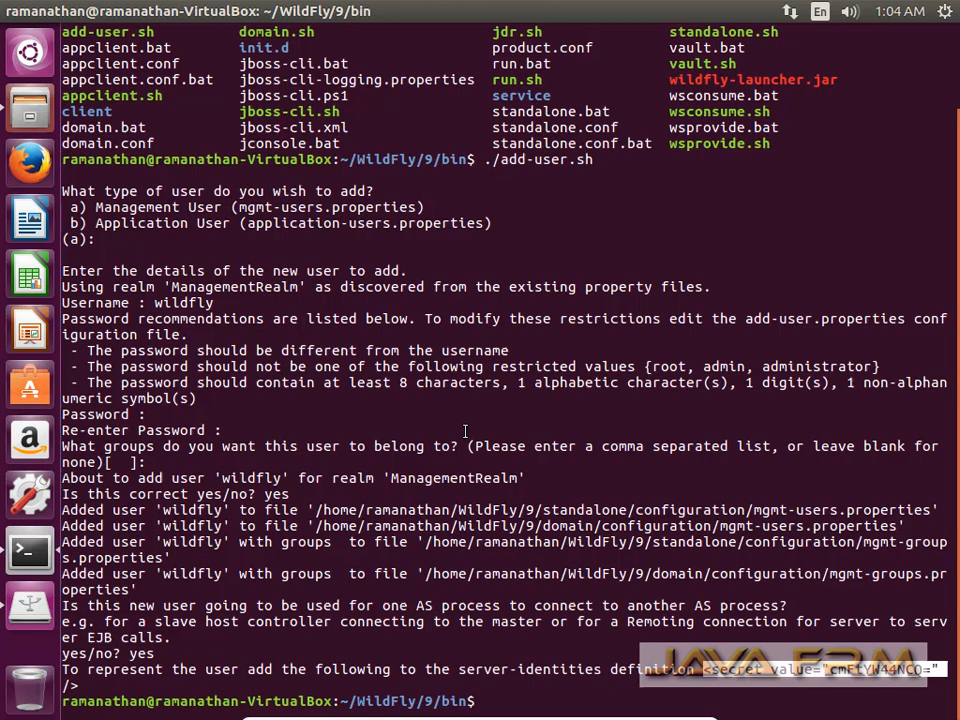 ramanathan@ramanathan-VirtualBox: ~/WildFly/9/bin En 1:04 AM
add-user.sh domain.sh jdr.sh standalone.sh
appclient.bat init.d product.conf vault.bat
appclient.conf jboss-cli.bat run.bat vault.sh
appclient.conf.bat jboss-cli-logging.properties run.sh wildfly-launcher.jar
appclient.sh jboss-cli.ps1 service wsconsume.bat
client jboss-cli.sh standalone.bat wsconsume.sh
domain.bat jboss-cli.xml standalone.conf wsprovide.bat
domain.conf jconsole.bat standalone.conf.bat wsprovide.sh
ramanathan@ramanathan-VirtualBox:~/WildFly/9/bin$ ./add-user.sh
What type of user do you wish to add?
a) Management User (mgmt-users.properties)
b) Application User (application-users.properties)
(a):
Enter the details of the new user to add.
Using realm 'ManagementRealm' as discovered from the existing property files.
Username : wildfly
Password recommendations are listed below. To modify these restrictions edit the add-user.properties conf
iguration file.
- The password should be different from the username
- The password should not be one of the following restricted values {root, admin, administrator}
- The password should contain at least 8 characters, 1 alphabetic character(s), 1 digit(s), 1 non-alphan
umeric symbol(s)
Password :
Re-enter Password :
What groups do you want this user to belong to? (Please enter a comma separated list, or leave blank for
none)[  ]:
About to add user 'wildfly' for realm 'ManagementRealm'
Is this correct yes/no? yes
Added user 'wildfly' to file '/home/ramanathan/WildFly/9/standalone/configuration/mgmt-users.properties'
Added user 'wildfly' to file '/home/ramanathan/WildFly/9/domain/configuration/mgmt-users.properties'
Added user 'wildfly' with groups  to file '/home/ramanathan/WildFly/9/standalone/configuration/mgmt-group
s.properties'
Added user 'wildfly' with groups  to file '/home/ramanathan/WildFly/9/domain/configuration/mgmt-groups.pr
operties'
Is this new user going to be used for one AS process to connect to another AS process?
e.g. for a slave host controller connecting to the master or for a Remoting connection for server to serv
er EJB calls.
yes/no? yes
To represent the user add the following to the server-identities definition <secret value=
/>
JAVA EE
ramanathan@ramanathan-VirtualBox:~/WildFly/9/bin$